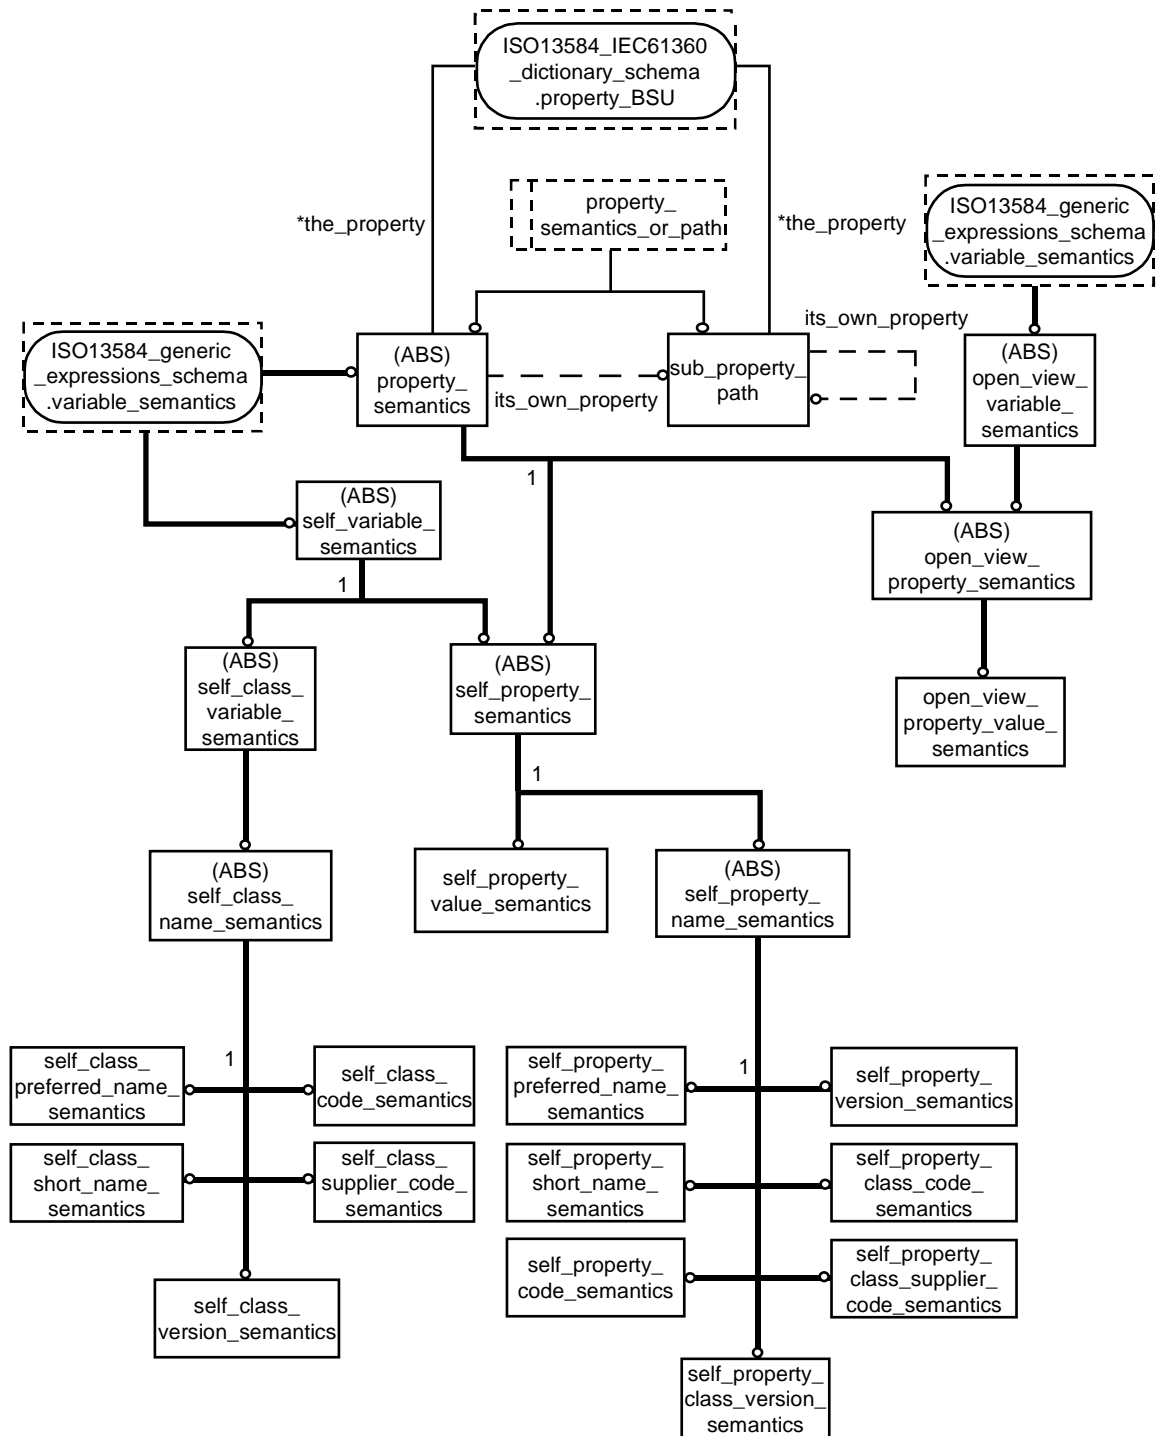 ISO13584_IEC61360
_dictionary_schema
.property_BSU
*the_property
property_
semantics_or_path
*the_property
ISO13584_generic
_expressions_schema
.variable_semantics
ISO13584_generic
_expressions_schema
.variable_semantics
(ABS)
property_
semantics
its_own_property
sub_property_
path
its_own_property
(ABS)
open_view_
variable_
semantics
1
(ABS)
self_variable_
semantics
(ABS)
open_view_
property_semantics
1
(ABS)
self_class_
variable_
semantics
(ABS)
self_property_
semantics
open_view_
property_value_
semantics
1
(ABS)
self_class_
name_semantics
self_property_
value_semantics
(ABS)
self_property_
name_semantics
1
self_class_
preferred_name_
semantics
self_class_
code_semantics
self_class_
short_name_
semantics
self_class_
supplier_code_
semantics
self_class_
version_semantics
1
self_property_
preferred_name_
semantics
self_property_
version_semantics
self_property_
short_name_
semantics
self_property_
class_code_
semantics
self_property_
code_semantics
self_property_
class_supplier_
code_semantics
self_property_
class_version_
semantics